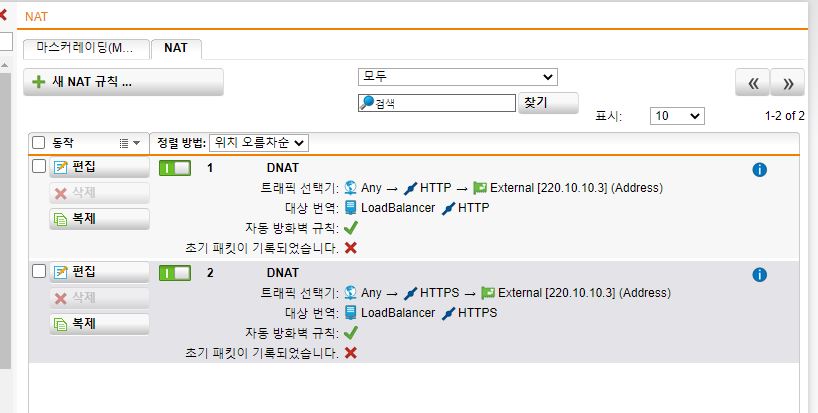 NAT
마스커레이딩(M... NAT
새 NAT 규칙 ...
모두
검색 찾기
표시: 10 1-2 of 2
동작 정렬 방법: 위치 오름차순
편집 1 DNAT
삭제 트래픽 선택기: Any → HTTP → External [220.10.10.3] (Address)
대상 번역: LoadBalancer HTTP
복제
자동 방화벽 규칙:
초기 패킷이 기록되었습니다.
편집 2 DNAT
삭제 트래픽 선택기: Any → HTTPS → External [220.10.10.3] (Address)
대상 번역: LoadBalancer HTTPS
복제
자동 방화벽 규칙:
초기 패킷이 기록되었습니다.